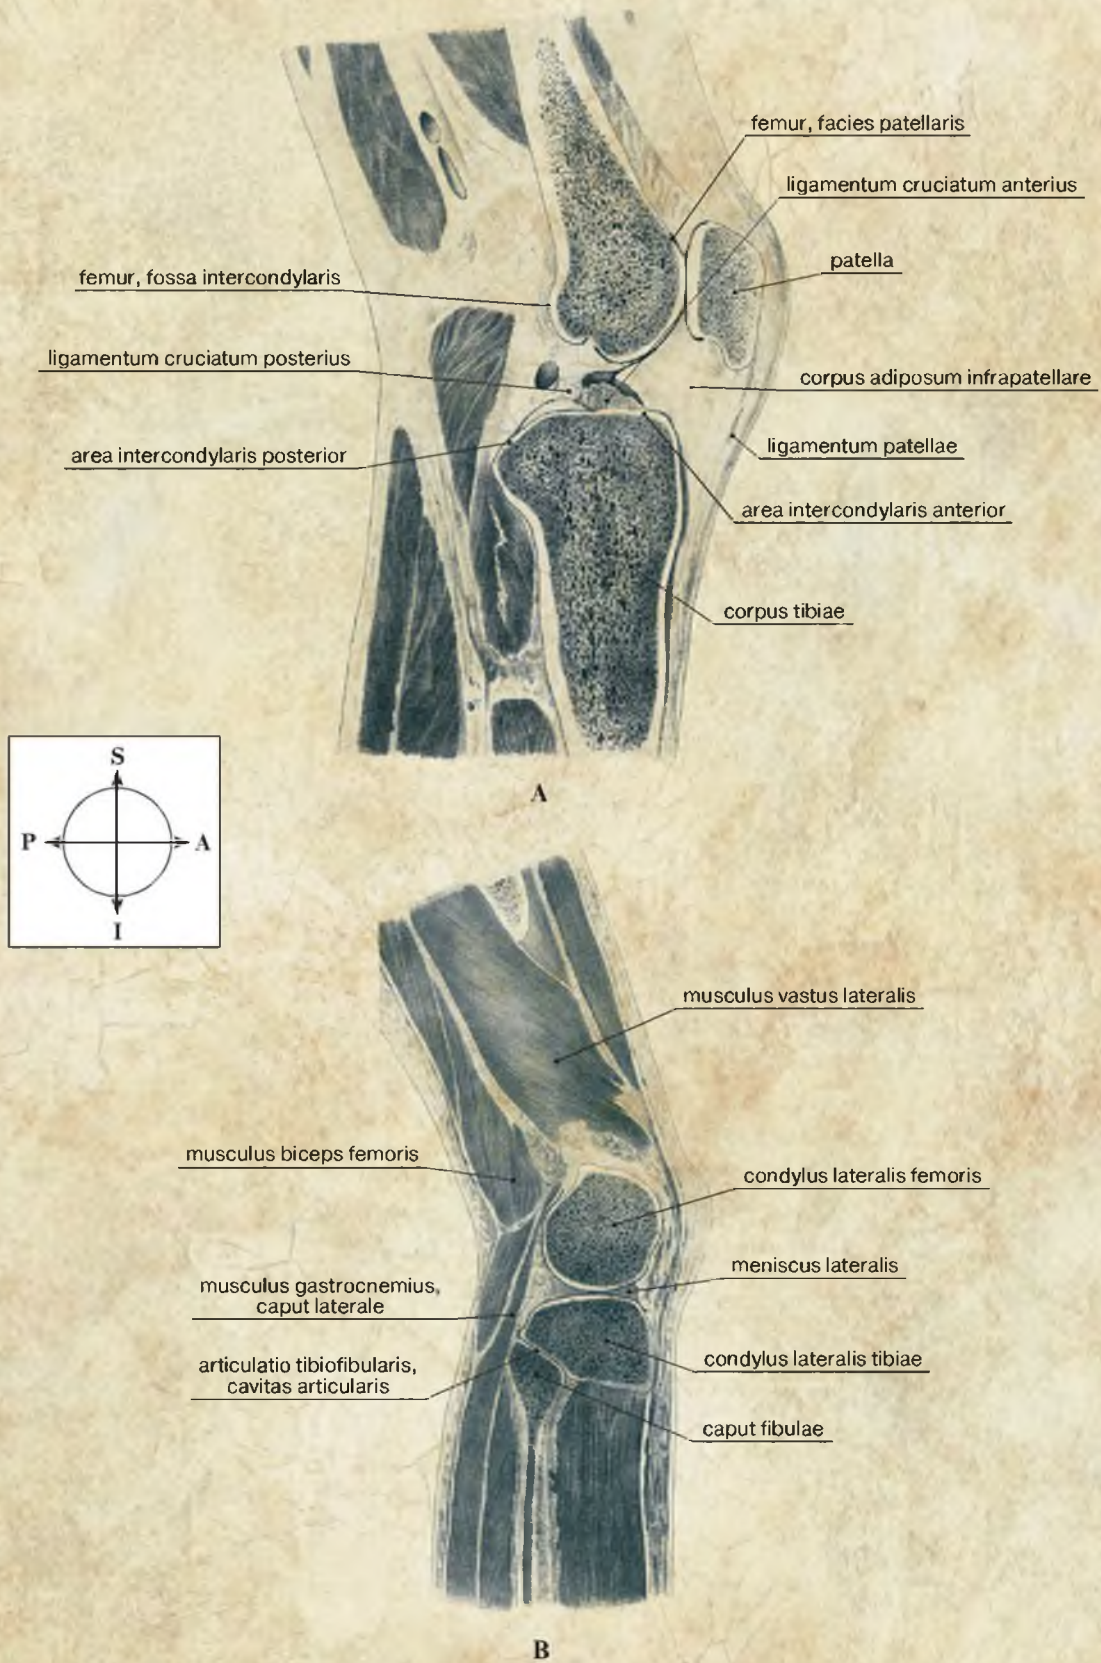 femur, facies patellaris
ligamentum cruciatum anterius
patella
femur, fossa intercondylaris
ligamentum cruciatum posterius
corpus adiposum infrapatellare
area intercondylaris posterior
ligamentum patellae
area intercondylaris anterior
corpus tibiae
A
S
P A
I
musculus vastus lateralis
musculus biceps femoris
condylus lateralis femoris
meniscus lateralis
musculus gastrocnemius,
caput laterale
articulatio tibiofibularis,
cavitas articularis
condylus lateralis tibiae
caput fibulae
B